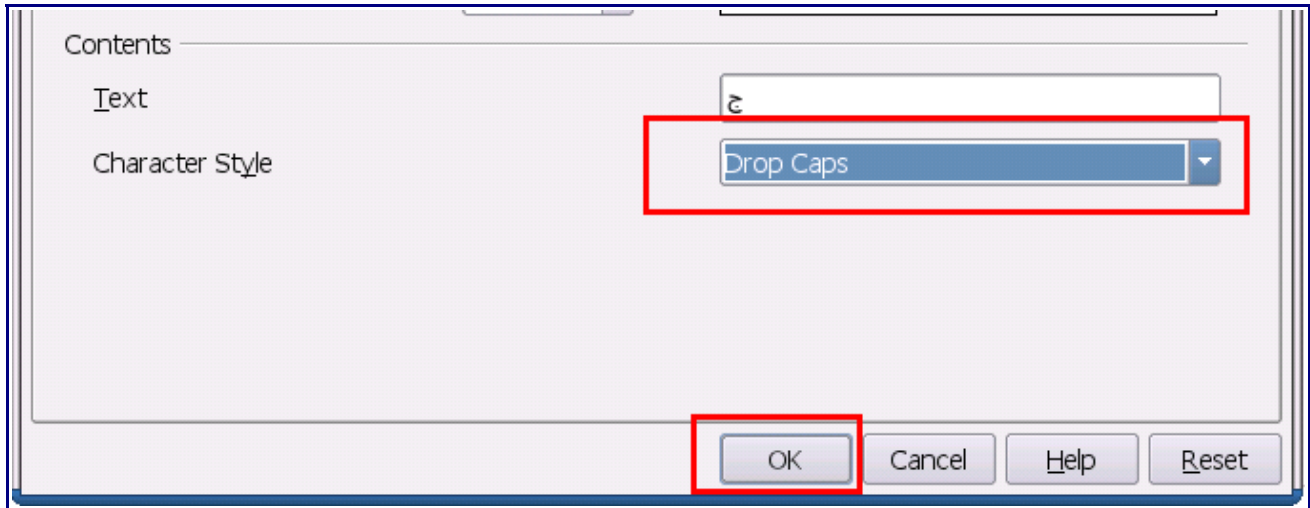 Contents
Text
ج
Character Style
Drop Caps
OK Cancel Help Reset